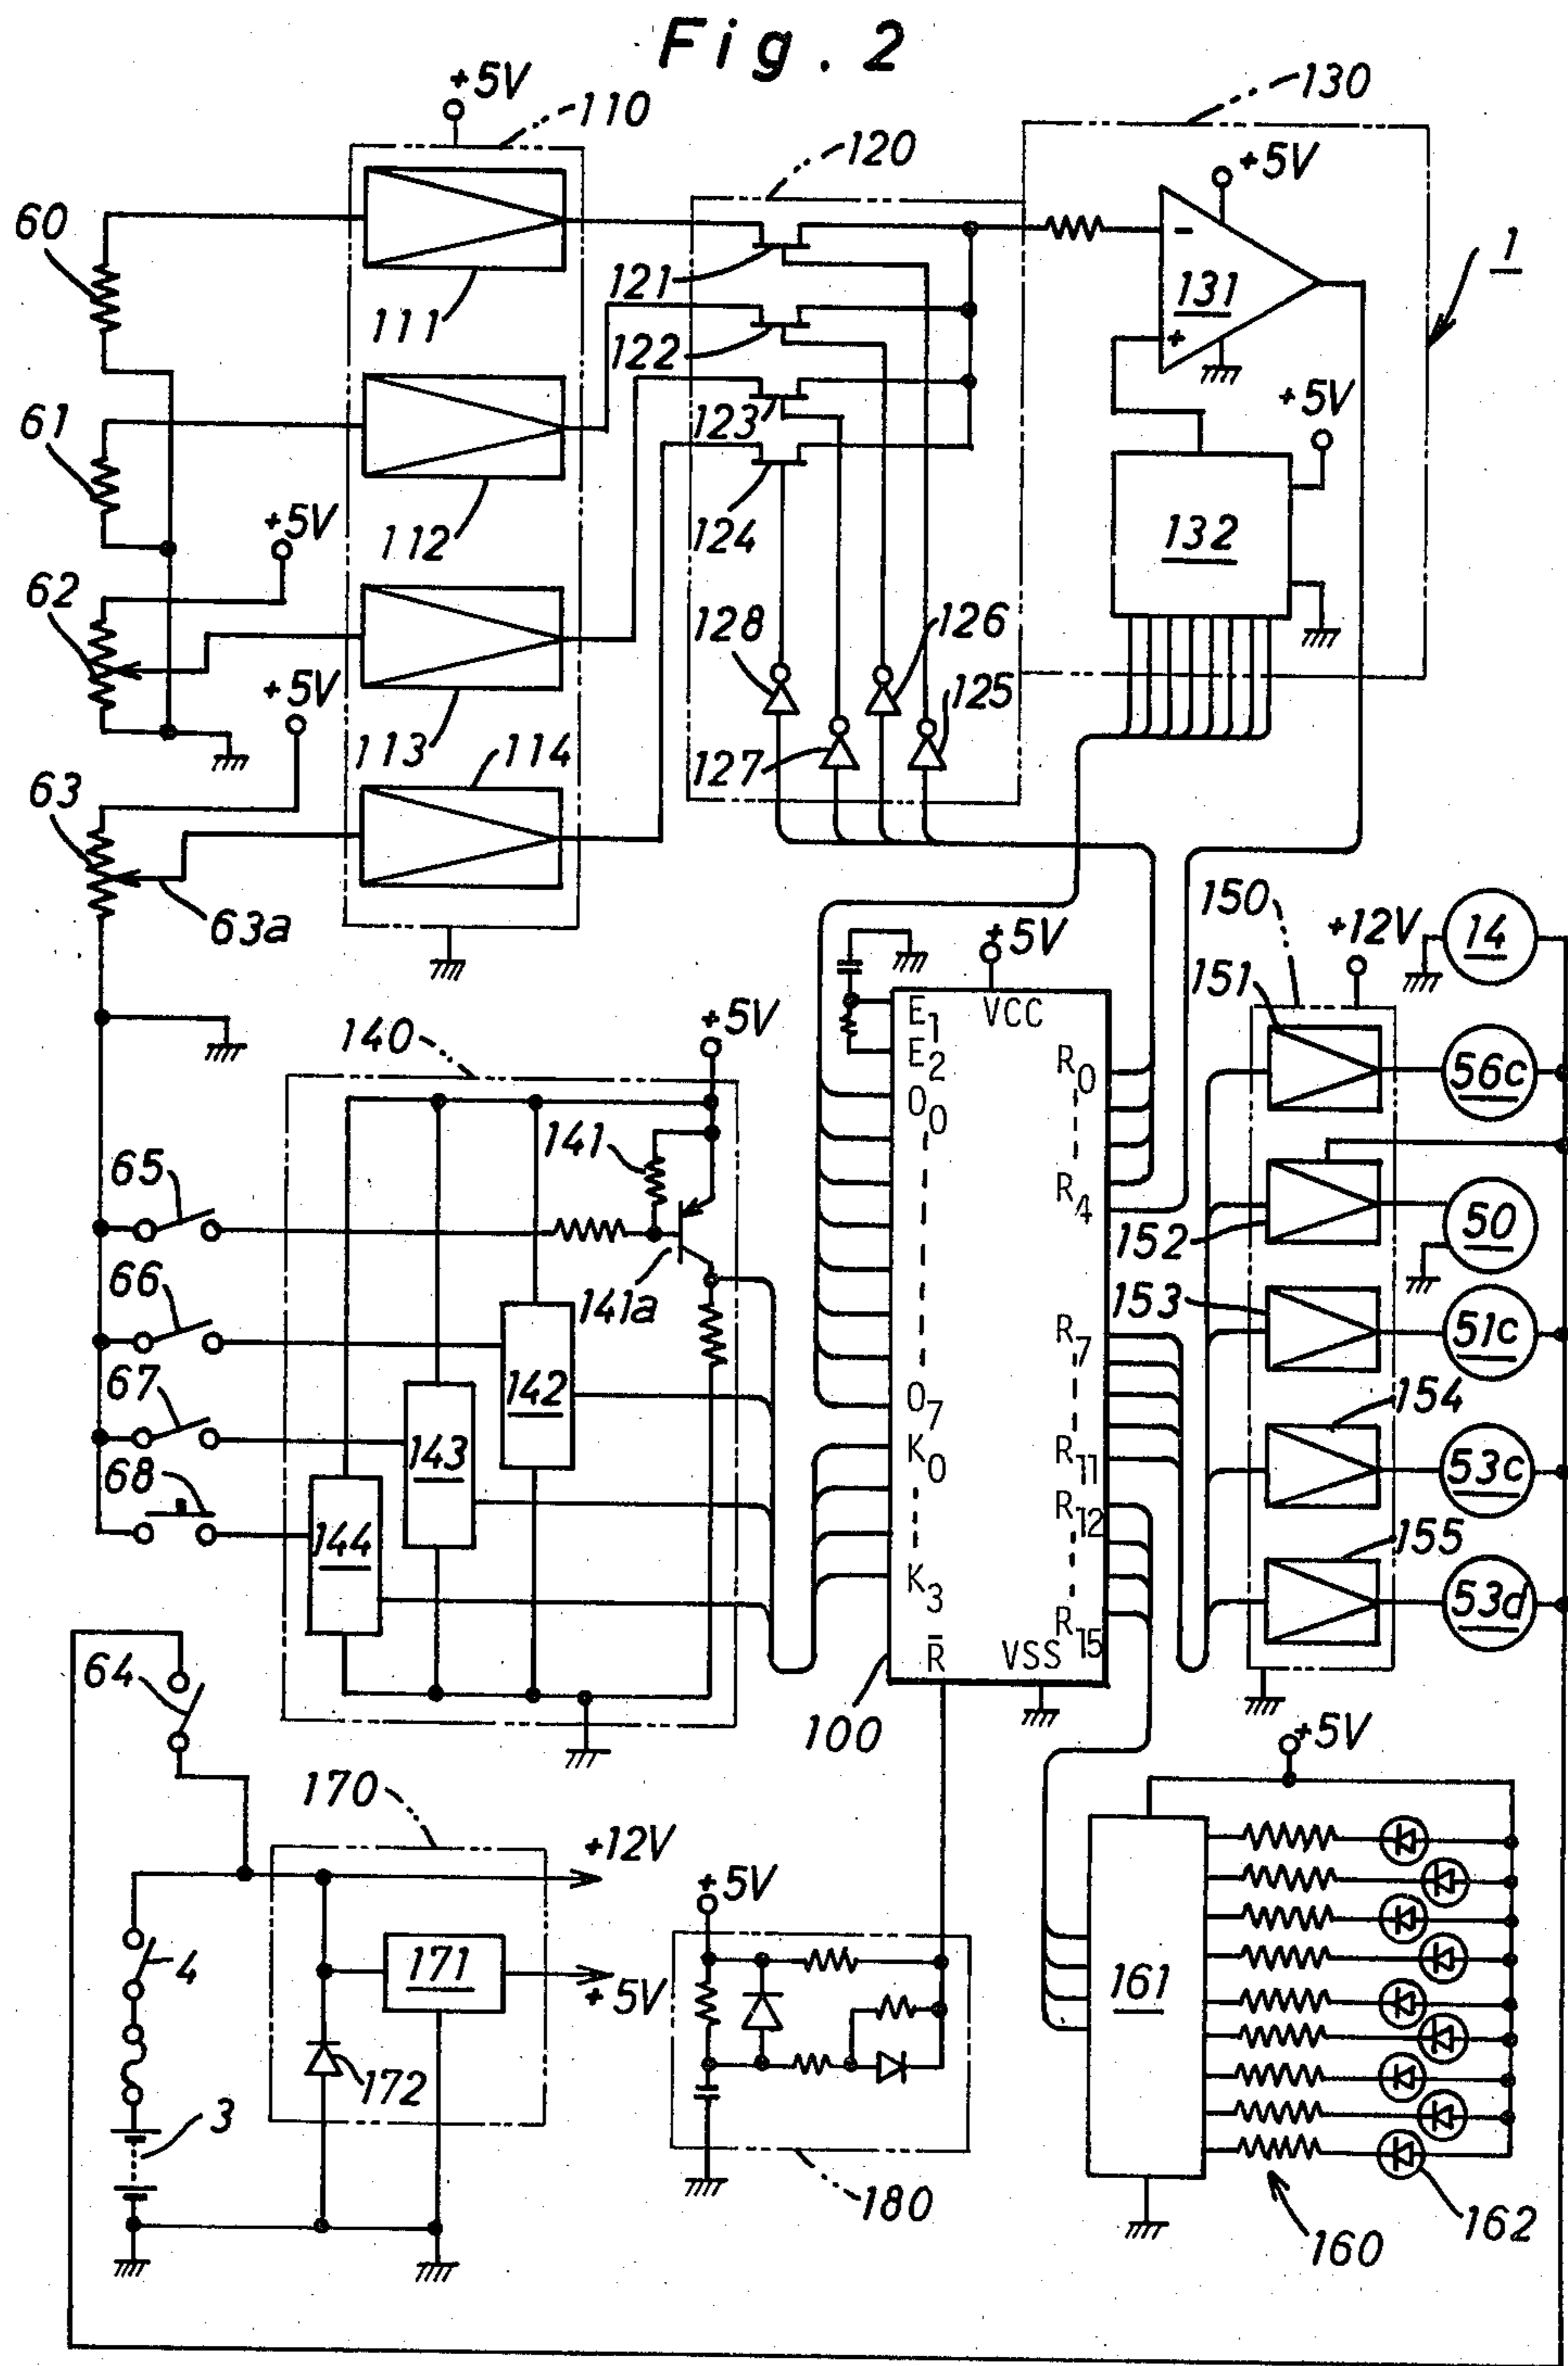 Fig. 2
+5V
110
130
120
+5V
60
1
121
131
111
122
+5V
61
123
+5V
112
124
132
62
128
126
+5V
125
113
114
127
63
63a
150
+12V
14
+5V
151
E1
VCC
140
+5V
E2
R0
56c
O0
141
65
R4
152
50
66
141a
153
R7
51c
67
142
O7
154
143
K0
R11
53c
68
R12
144
155
K3
R15
53d
64
R̄
VSS
100
+5V
170
+12V
+5V
4
171
161
+5V
172
3
180
162
160